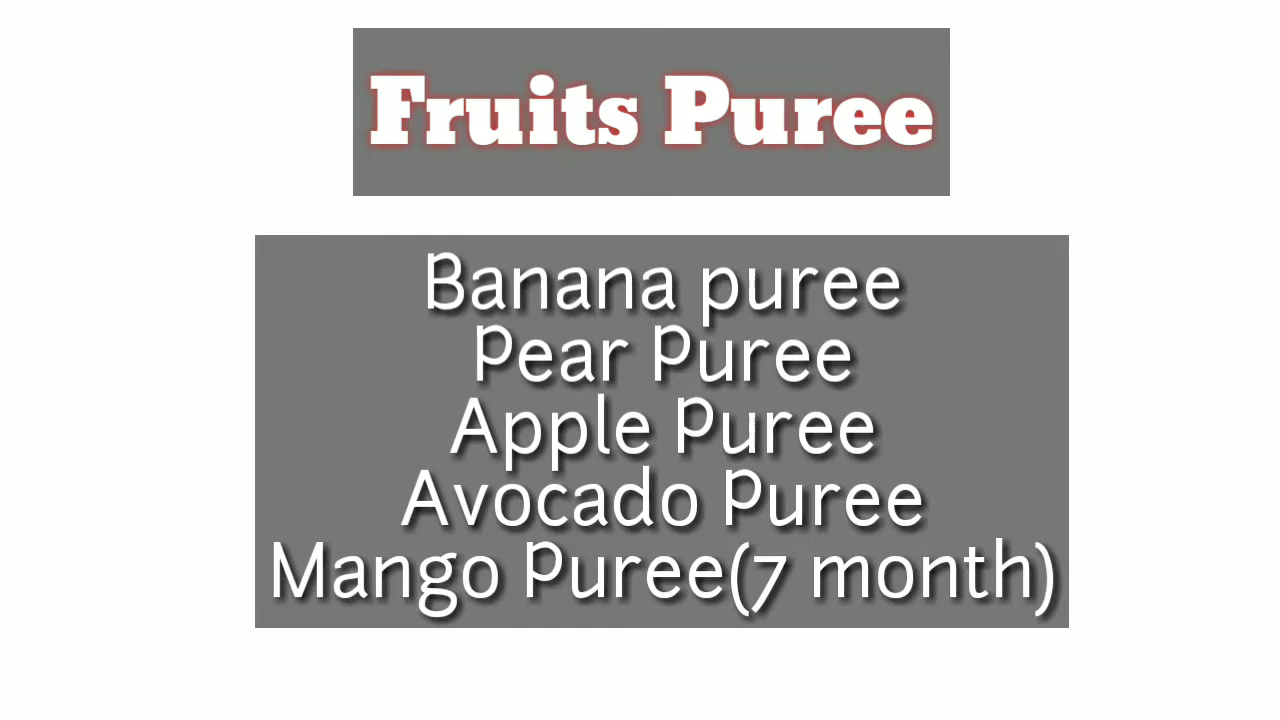 Fruits Puree
Banana puree
Pear Puree
Apple Puree
Avocado Puree
Mango Puree(7 month)